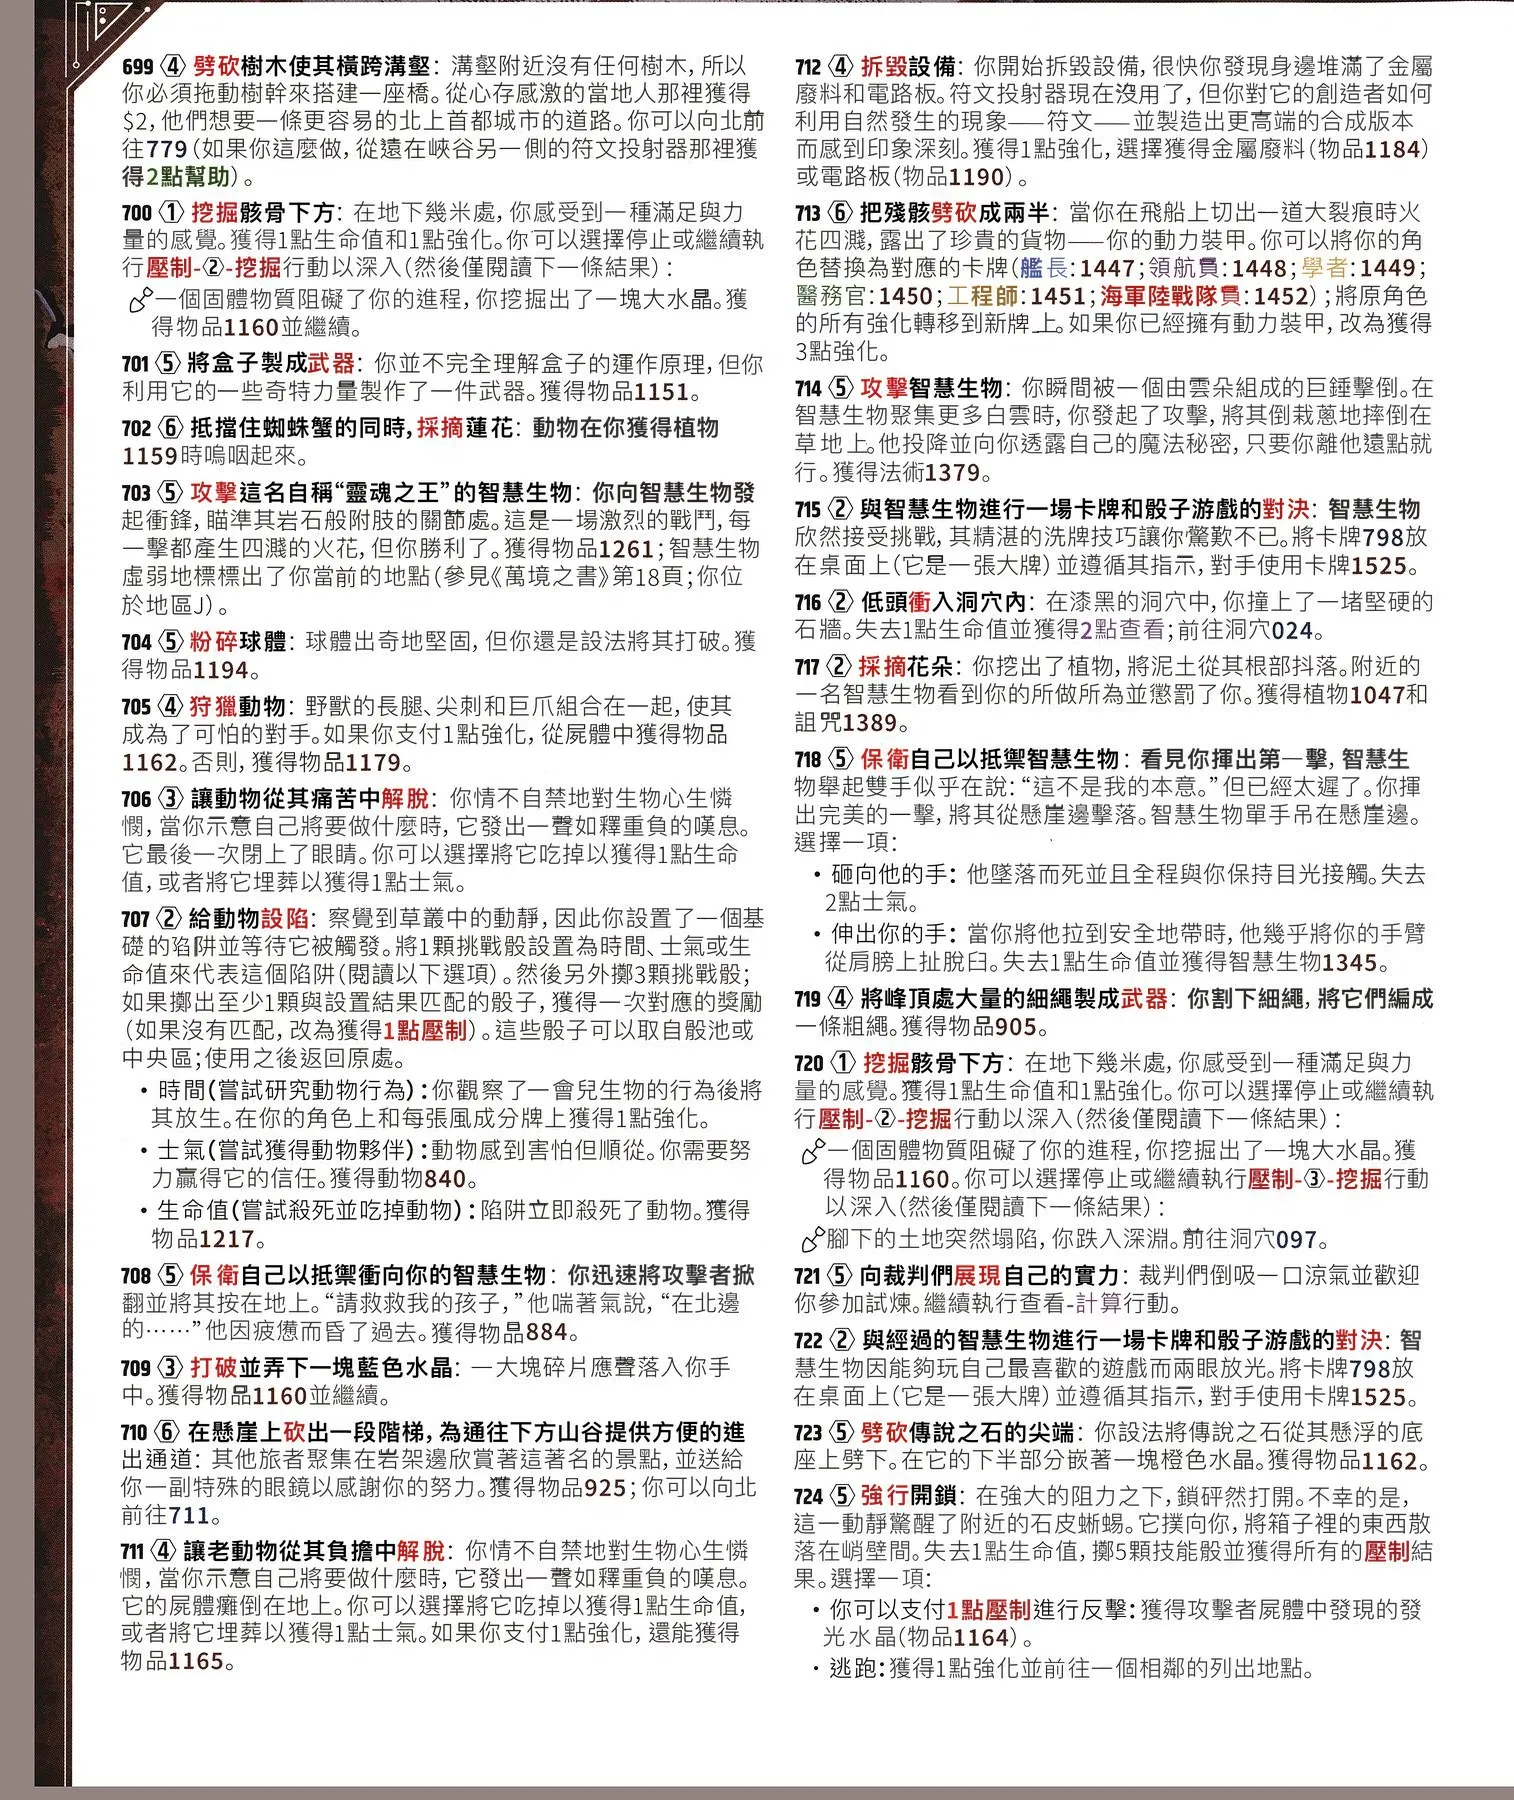 699 ④ 劈砍樹木使其橫跨溝壑：溝壑附近沒有任何樹木，所以
你必須拖動樹幹來搭建一座橋。從心存感激的當地人那裡獲得
$2，他們想要一條更容易的北上首都城市的道路。你可以向北前
往779（如果你這麼做，從遠在峽谷另一側的符文投射器那裡獲
得2點幫助）。
700 ① 挖掘骸骨下方：在地下幾米處，你感受到一種滿足與力
量的感覺。獲得1點生命值和1點強化。你可以選擇停止或繼續執
行壓制-②-挖掘行動以深入（然後僅閱讀下一條結果）：
一個固體物質阻礙了你的進程，你挖掘出了一塊大水晶。獲
得物品1160並繼續。
701 ⑤ 將盒子製成武器：你並不完全理解盒子的運作原理，但你
利用它的一些奇特力量製作了一件武器。獲得物品1151。
702 ⑥ 抵擋住蜘蛛蟹的同時，採摘蓮花：動物在你獲得植物
1159時嗚咽起來。
703 ⑤ 攻擊這名自稱“靈魂之王”的智慧生物：你向智慧生物發
起衝鋒，瞄準其岩石般附肢的關節處。這是一場激烈的戰鬥，每
一擊都產生四濺的火花，但你勝利了。獲得物品1261；智慧生物
虛弱地標標出了你當前的地點（參見《萬境之書》第18頁；你位
於地區J）。
704 ⑤ 粉碎球體：球體出奇地堅固，但你還是設法將其打破。獲
得物品1194。
705 ④ 狩獵動物：野獸的長腿、尖刺和巨爪組合在一起，使其
成為了可怕的對手。如果你支付1點強化，從屍體中獲得物品
1162。否則，獲得物品1179。
706 ③ 讓動物從其痛苦中解脫：你情不自禁地對生物心生憐
憫，當你示意自己將要做什麼時，它發出一聲如釋重負的嘆息。
它最後一次閉上了眼睛。你可以選擇將它吃掉以獲得1點生命
值，或者將它埋葬以獲得1點士氣。
707 ② 給動物設陷：察覺到草叢中的動靜，因此你設置了一個基
礎的陷阱並等待它被觸發。將1顆挑戰骰設置為時間、士氣或生
命值來代表這個陷阱（閱讀以下選項）。然後另外擲3顆挑戰骰；
如果擲出至少1顆與設置結果匹配的骰子，獲得一次對應的獎勵
（如果沒有匹配，改為獲得1點壓制）。這些骰子可以取自骰池或
中央區；使用之後返回原處。
• 時間（嘗試研究動物行為）：你觀察了一會兒生物的行為後將
其放生。在你的角色上和每張風成分牌上獲得1點強化。
• 士氣（嘗試獲得動物夥伴）：動物感到害怕但順從。你需要努
力贏得它的信任。獲得動物840。
• 生命值（嘗試殺死並吃掉動物）：陷阱立即殺死了動物。獲得
物品1217。
708 ⑤ 保衛自己以抵禦衝向你的智慧生物：你迅速將攻擊者掀
翻並將其按在地上。“請救救我的孩子，”他喘著氣說，“在北邊
的……”他因疲憊而昏了過去。獲得物品884。
709 ③ 打破並弄下一塊藍色水晶：一大塊碎片應聲落入你手
中。獲得物品1160並繼續。
710 ⑥ 在懸崖上砍出一段階梯，為通往下方山谷提供方便的進
出通道：其他旅者聚集在岩架邊欣賞著這著名的景點，並送給
你一副特殊的眼鏡以感謝你的努力。獲得物品925；你可以向北
前往711。
711 ④ 讓老動物從其負擔中解脫：你情不自禁地對生物心生憐
憫，當你示意自己將要做什麼時，它發出一聲如釋重負的嘆息。
它的屍體癱倒在地上。你可以選擇將它吃掉以獲得1點生命值，
或者將它埋葬以獲得1點士氣。如果你支付1點強化，還能獲得
物品1165。
712 ④ 拆毀設備：你開始拆毀設備，很快你發現身邊堆滿了金屬
廢料和電路板。符文投射器現在沒用了，但你對它的創造者如何
利用自然發生的現象——符文——並製造出更高端的合成版本
而感到印象深刻。獲得1點強化，選擇獲得金屬廢料（物品1184）
或電路板（物品1190）。
713 ⑥ 把殘骸劈砍成兩半：當你在飛船上切出一道大裂痕時火
花四濺，露出了珍貴的貨物——你的動力裝甲。你可以將你的角
色替換為對應的卡牌（艦長：1447；領航員：1448；學者：1449；
醫務官：1450；工程師：1451；海軍陸戰隊員：1452）；將原角色
的所有強化轉移到新牌上。如果你已經擁有動力裝甲，改為獲得
3點強化。
714 ⑤ 攻擊智慧生物：你瞬間被一個由雲朵組成的巨錘擊倒。在
智慧生物聚集更多白雲時，你發起了攻擊，將其倒栽蔥地摔倒在
草地上。他投降並向你透露自己的魔法秘密，只要你離他遠點就
行。獲得法術1379。
715 ② 與智慧生物進行一場卡牌和骰子游戲的對決：智慧生物
欣然接受挑戰，其精湛的洗牌技巧讓你驚歎不已。將卡牌798放
在桌面上（它是一張大牌）並遵循其指示，對手使用卡牌1525。
716 ② 低頭衝入洞穴內：在漆黑的洞穴中，你撞上了一堵堅硬的
石牆。失去1點生命值並獲得2點查看；前往洞穴024。
717 ② 採摘花朵：你挖出了植物，將泥土從其根部抖落。附近的
一名智慧生物看到你的所做所為並懲罰了你。獲得植物1047和
詛咒1389。
718 ⑤ 保衛自己以抵禦智慧生物：看見你揮出第一擊，智慧生
物舉起雙手似乎在說：“這不是我的本意。”但已經太遲了。你揮
出完美的一擊，將其從懸崖邊擊落。智慧生物單手吊在懸崖邊。
選擇一項：
• 砸向他的手：他墜落而死並且全程與你保持目光接觸。失去
2點士氣。
• 伸出你的手：當你將他拉到安全地帶時，他幾乎將你的手臂
從肩膀上扯脫臼。失去1點生命值並獲得智慧生物1345。
719 ④ 將峰頂處大量的細繩製成武器：你割下細繩，將它們編成
一條粗繩。獲得物品905。
720 ① 挖掘骸骨下方：在地下幾米處，你感受到一種滿足與力
量的感覺。獲得1點生命值和1點強化。你可以選擇停止或繼續執
行壓制-②-挖掘行動以深入（然後僅閱讀下一條結果）：
一個固體物質阻礙了你的進程，你挖掘出了一塊大水晶。獲
得物品1160。你可以選擇停止或繼續執行壓制-③-挖掘行動
以深入（然後僅閱讀下一條結果）：
腳下的土地突然塌陷，你跌入深淵。前往洞穴097。
721 ⑤ 向裁判們展現自己的實力：裁判們倒吸一口涼氣並歡迎
你參加試煉。繼續執行查看-計算行動。
722 ② 與經過的智慧生物進行一場卡牌和骰子游戲的對決：智
慧生物因能夠玩自己最喜歡的遊戲而兩眼放光。將卡牌798放
在桌面上（它是一張大牌）並遵循其指示，對手使用卡牌1525。
723 ⑤ 劈砍傳說之石的尖端：你設法將傳說之石從其懸浮的底
座上劈下。在它的下半部分嵌著一塊橙色水晶。獲得物品1162。
724 ⑤ 強行開鎖：在強大的阻力之下，鎖砰然打開。不幸的是，
這一動靜驚醒了附近的石皮蜥蜴。它撲向你，將箱子裡的東西散
落在峭壁間。失去1點生命值，擲5顆技能骰並獲得所有的壓制結
果。選擇一項：
• 你可以支付1點壓制進行反擊：獲得攻擊者屍體中發現的發
光水晶（物品1164）。
• 逃跑：獲得1點強化並前往一個相鄰的列出地點。